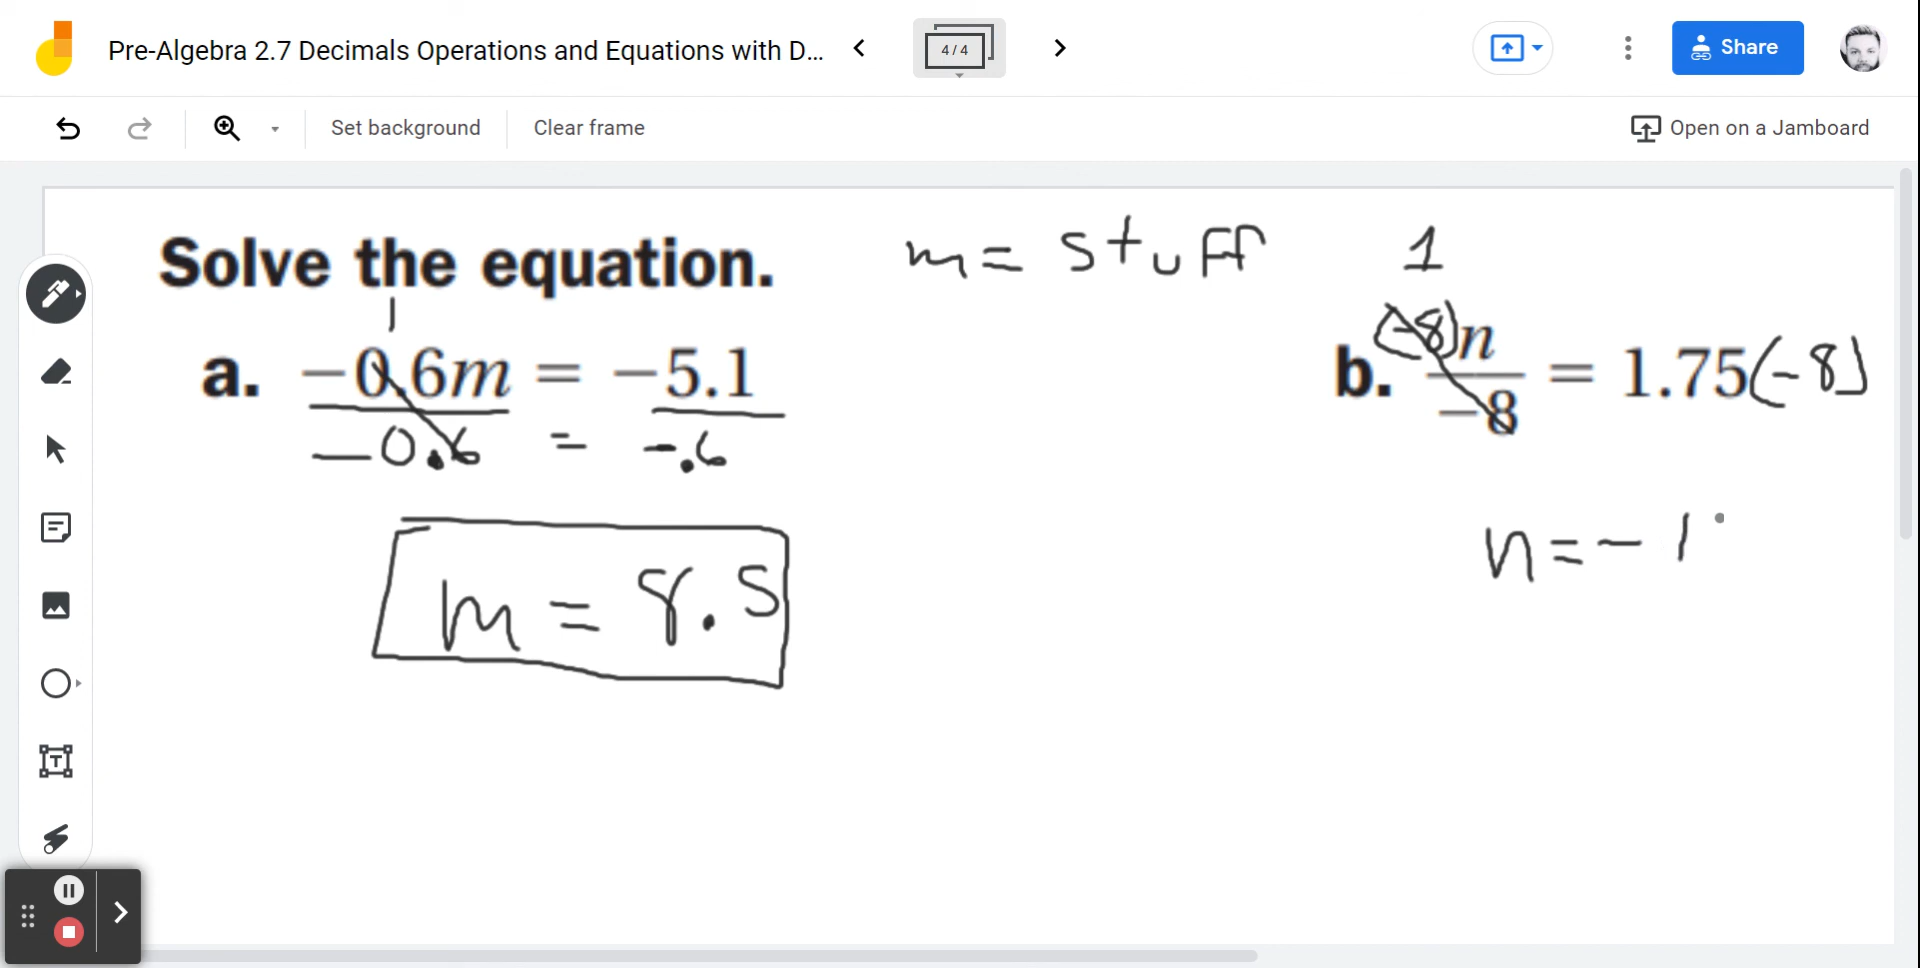 Pre-Algebra 2.7 Decimals Operations and Equations with D...
4 / 4
Share
Set background
Clear frame
Open on a Jamboard
Solve the equation.
m = stuff
1
1
a. −0.6m = −5.1
−0.6 = −.6
b. (−8)n/−8 = 1.75(−8)
m = 8.5
n = − 1